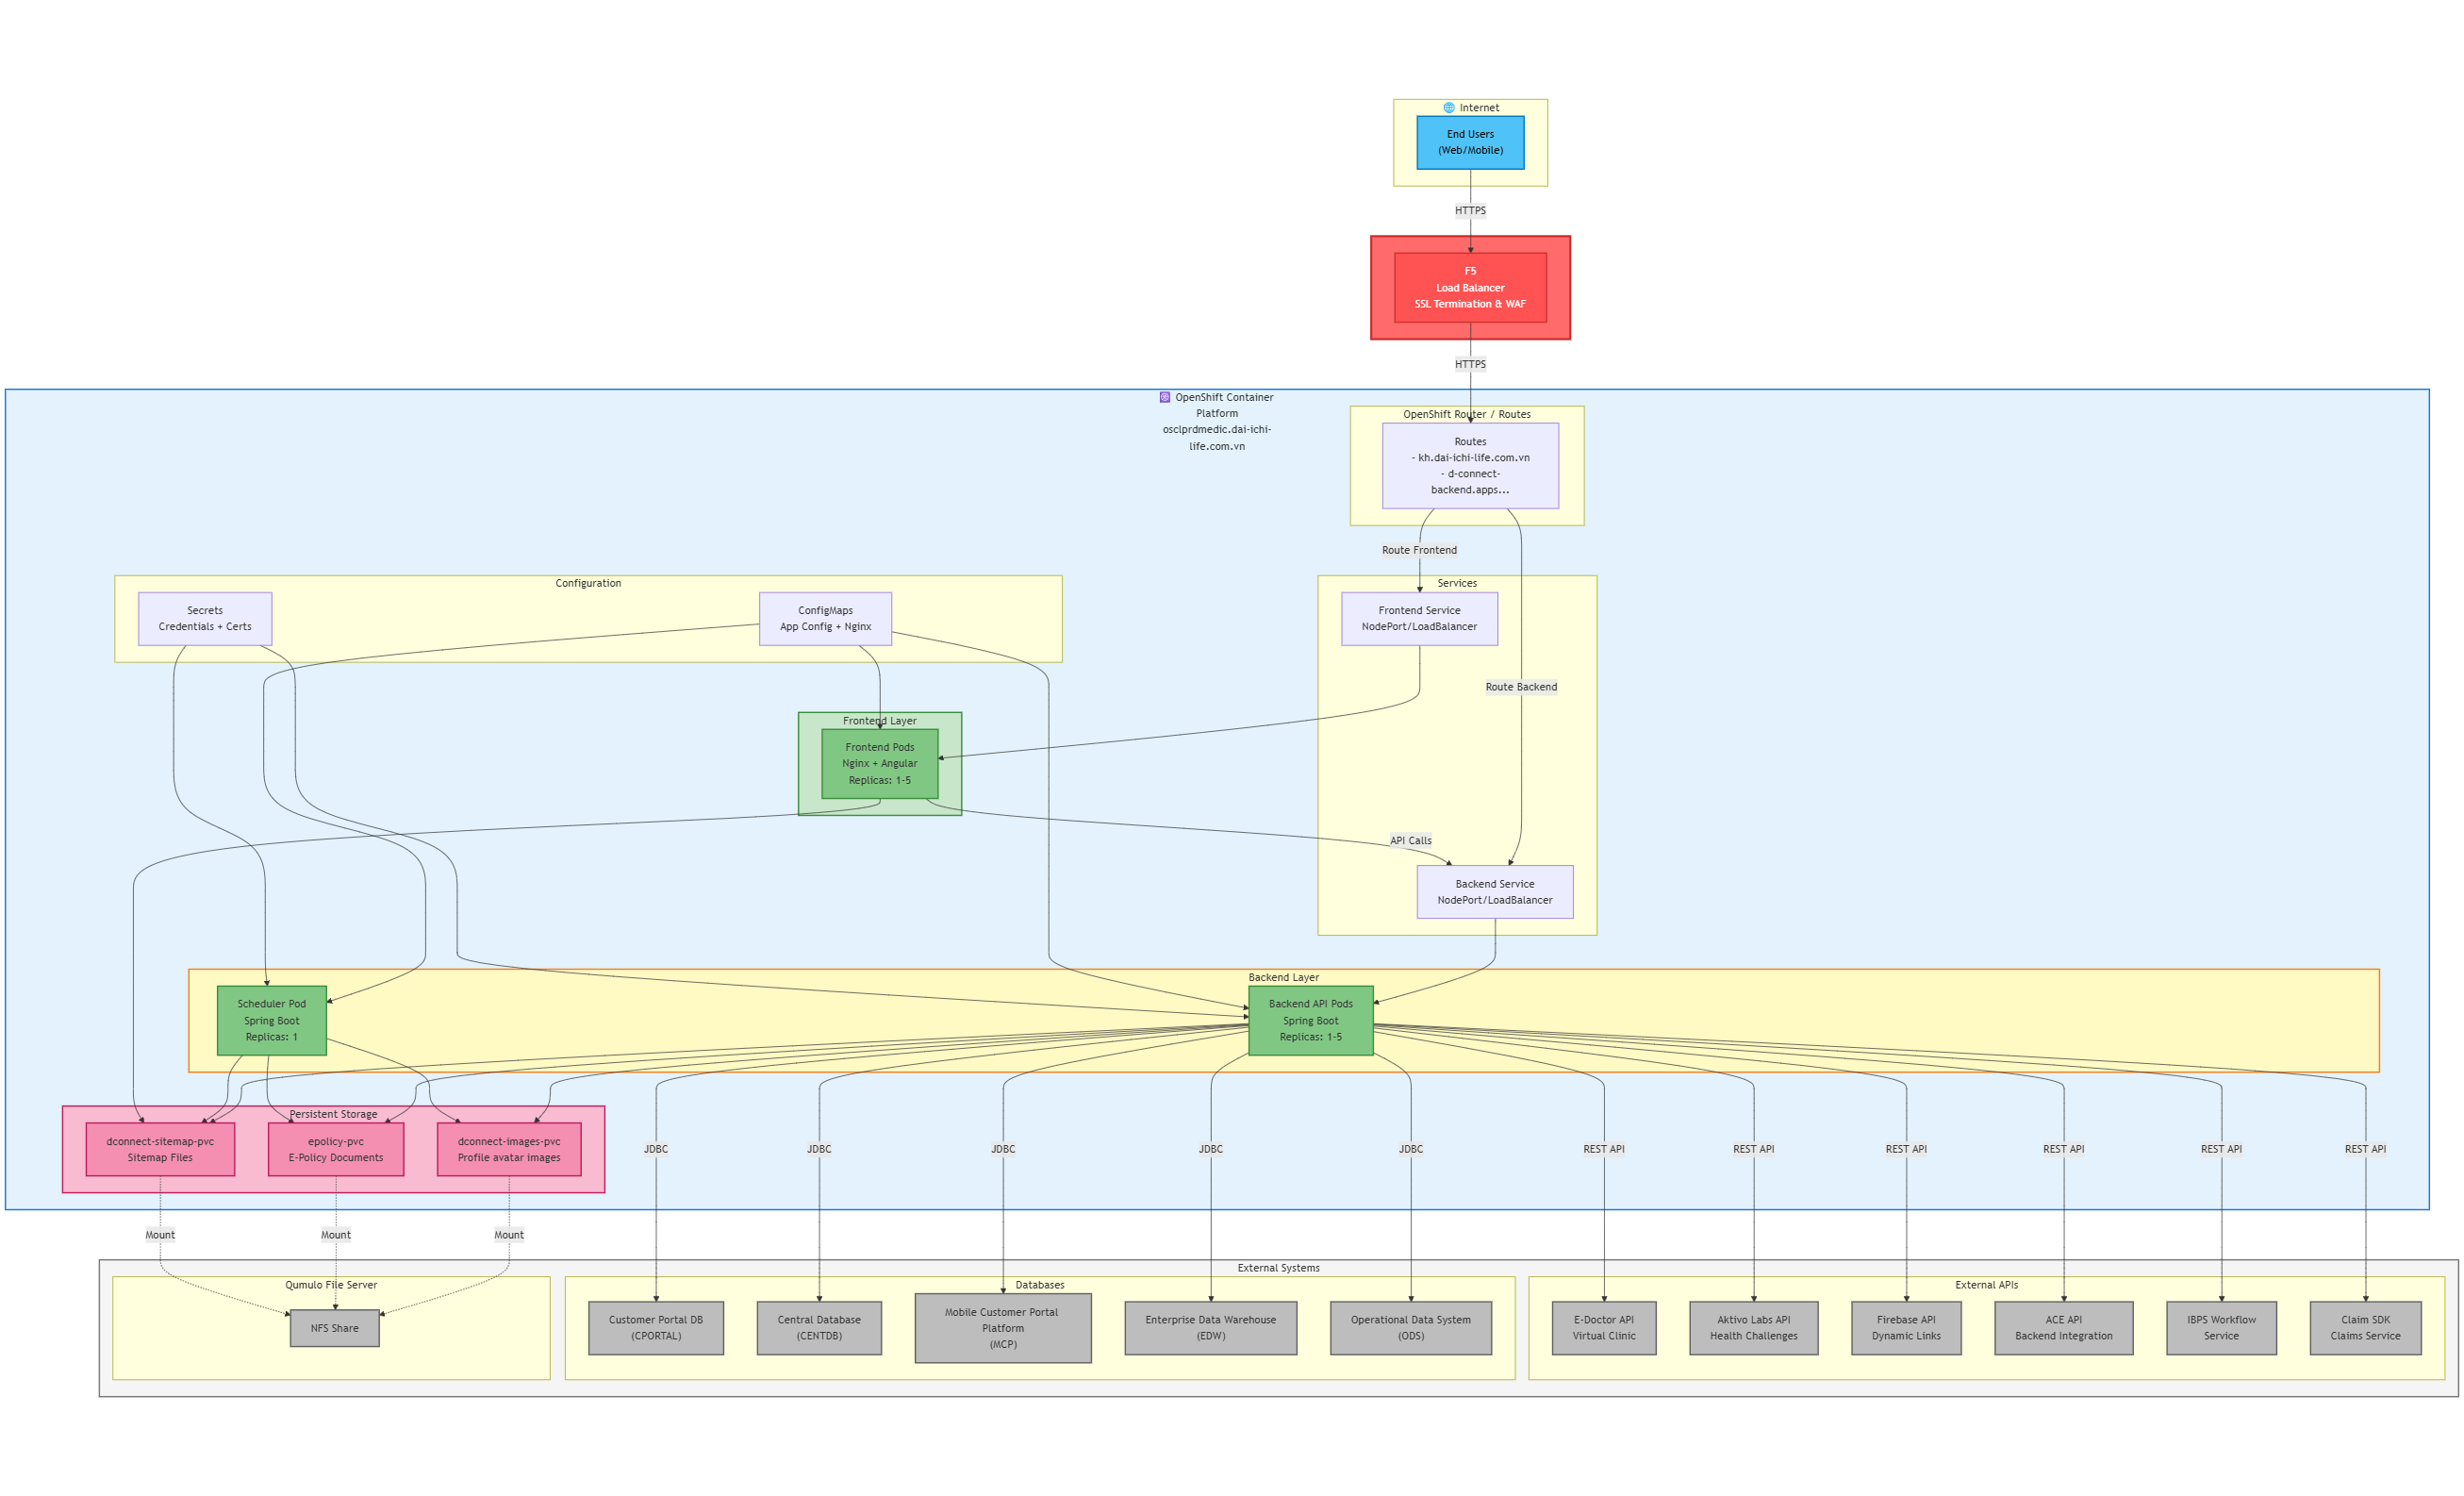 🌐 Internet
End Users
(Web/Mobile)
HTTPS
F5
Load Balancer
SSL Termination & WAF
HTTPS
☸ OpenShift Container
Platform
osclprdmedic.dai-ichi-
life.com.vn
OpenShift Router / Routes
Routes
- kh.dai-ichi-life.com.vn
- d-connect-
backend.apps...
Route Frontend
Configuration
Secrets
Credentials + Certs
ConfigMaps
App Config + Nginx
Services
Frontend Service
NodePort/LoadBalancer
Route Backend
Frontend Layer
Frontend Pods
Nginx + Angular
Replicas: 1-5
API Calls
Backend Service
NodePort/LoadBalancer
Backend Layer
Scheduler Pod
Spring Boot
Replicas: 1
Backend API Pods
Spring Boot
Replicas: 1-5
Persistent Storage
dconnect-sitemap-pvc
Sitemap Files
epolicy-pvc
E-Policy Documents
dconnect-images-pvc
Profile avatar images
JDBC
JDBC
JDBC
JDBC
JDBC
REST API
REST API
REST API
REST API
REST API
REST API
Mount
Mount
Mount
External Systems
Qumulo File Server
NFS Share
Databases
Customer Portal DB
(CPORTAL)
Central Database
(CENTDB)
Mobile Customer Portal
Platform
(MCP)
Enterprise Data Warehouse
(EDW)
Operational Data System
(ODS)
External APIs
E-Doctor API
Virtual Clinic
Aktivo Labs API
Health Challenges
Firebase API
Dynamic Links
ACE API
Backend Integration
IBPS Workflow
Service
Claim SDK
Claims Service